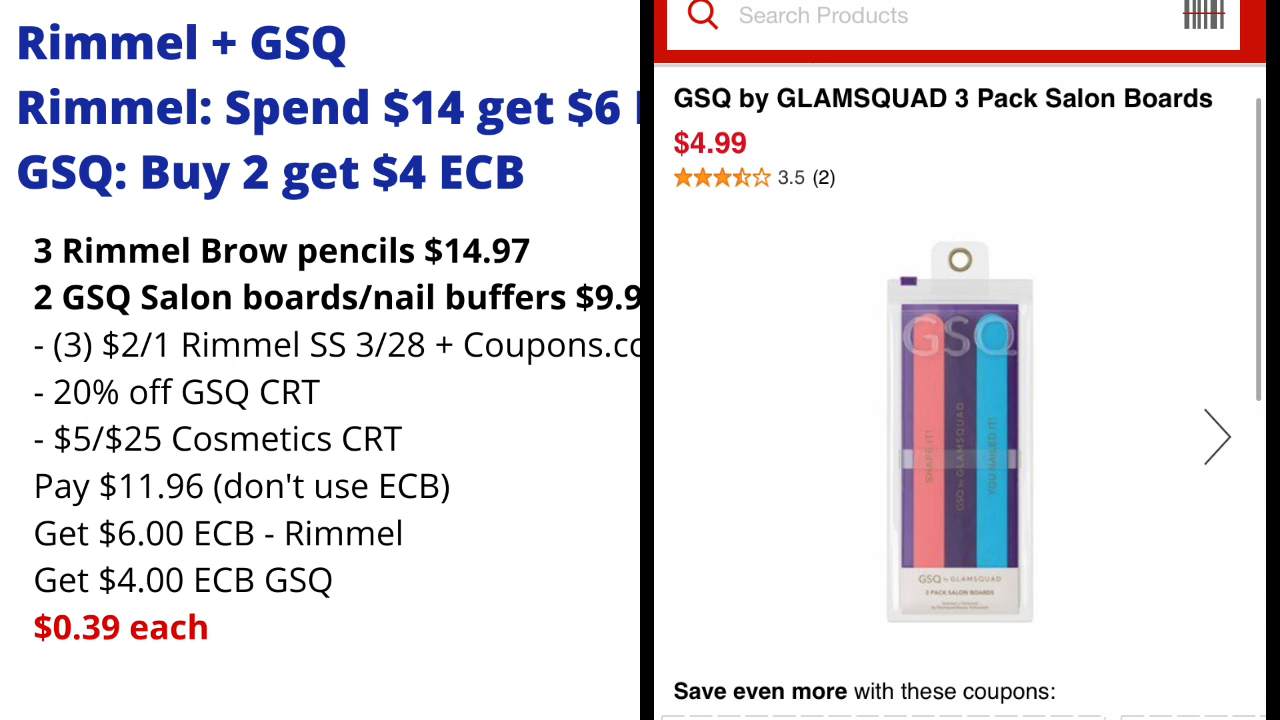 Rimmel + GSQ
Rimmel: Spend $14 get $6
GSQ: Buy 2 get $4 ECB
3 Rimmel Brow pencils $14.97
2 GSQ Salon boards/nail buffers $9.9
- (3) $2/1 Rimmel SS 3/28 + Coupons.co
- 20% off GSQ CRT
- $5/$25 Cosmetics CRT
Pay $11.96 (don't use ECB)
Get $6.00 ECB - Rimmel
Get $4.00 ECB GSQ
$0.39 each
Search Products
GSQ by GLAMSQUAD 3 Pack Salon Boards
$4.99
3.5 (2)
GSQ
SHAPE IT!
GSQ by GLAMSQUAD
YOU NAILED IT!
GSQ by GLAMSQUAD
3 PACK SALON BOARDS
Save even more with these coupons: